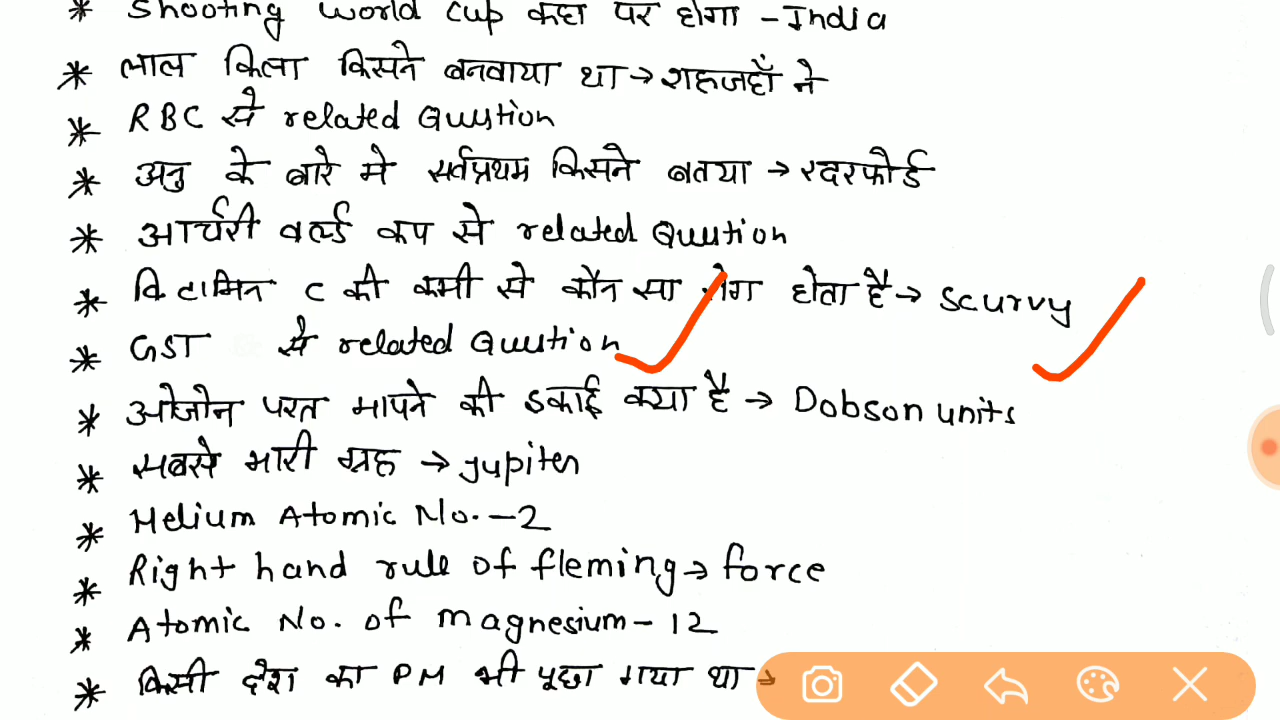 * Shooting World Cup कहा पर होगा - India
* लाल किला किसने बनवाया था → शहजहाँ ने
* RBC से related Question
* अनु के बारे मे सर्वप्रथम किसने बतया → रदरफोर्ड
* आर्चरी वर्ल्ड कप से related Question
* विटामिन C की कमी से कौन सा रोग होता है → Scurvy
* GST से related Question
* ओजोन परत मापने की इकाई क्या है → Dobson units
* सबसे भारी ग्रह → jupiter
* Helium Atomic No. - 2
* Right hand rule of fleming → force
* Atomic No. of magnesium - 12
* किसी देश का PM भी पूछा गया था →